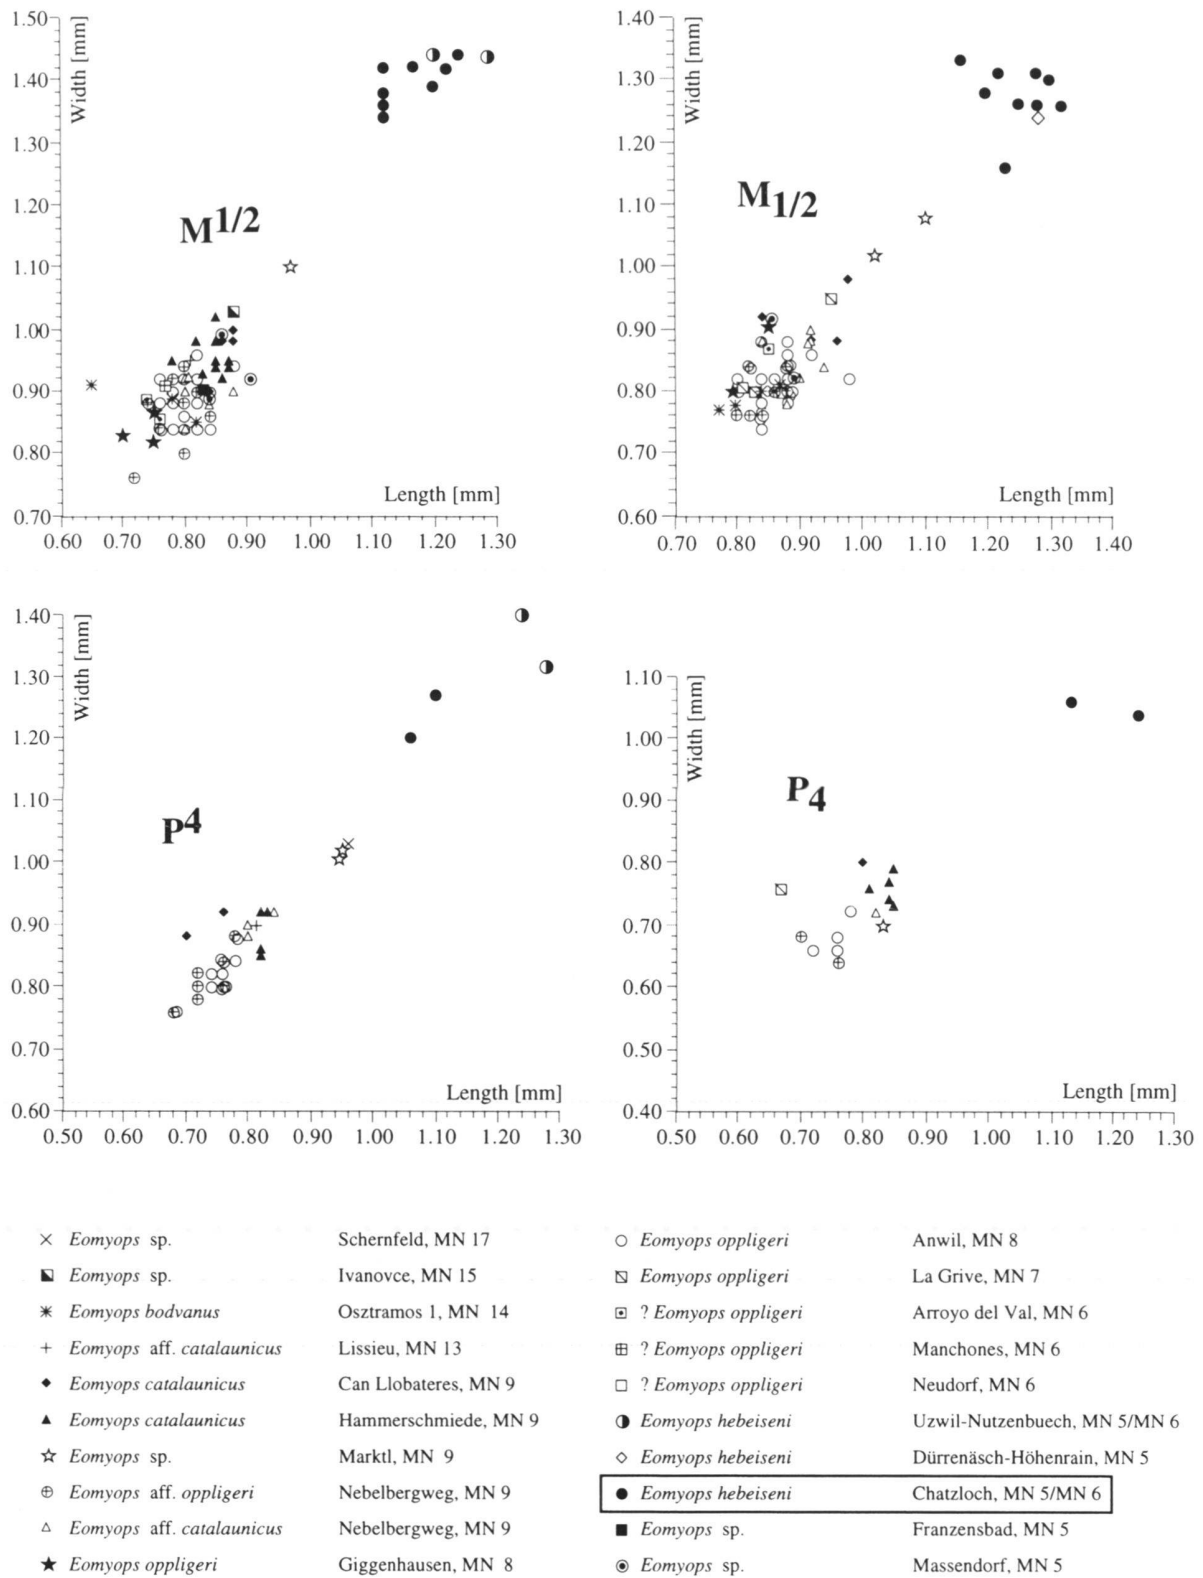 1.50
1.40
1.30
1.20
1.10
1.00
0.90
0.80
0.70
Width [mm]
M1/2
Length [mm]
0.60 0.70 0.80 0.90 1.00 1.10 1.20 1.30
1.40
1.30
1.20
1.10
1.00
0.90
0.80
0.70
0.60
Width [mm]
M1/2
Length [mm]
0.70 0.80 0.90 1.00 1.10 1.20 1.30 1.40
1.40
1.30
1.20
1.10
1.00
0.90
0.80
0.70
0.60
Width [mm]
P4
Length [mm]
0.50 0.60 0.70 0.80 0.90 1.00 1.10 1.20 1.30
1.10
1.00
0.90
0.80
0.70
0.60
0.50
0.40
Width [mm]
P4
Length [mm]
0.50 0.60 0.70 0.80 0.90 1.00 1.10 1.20 1.30
Eomyops sp. Schernfeld, MN 17
Eomyops sp. Ivanovce, MN 15
Eomyops bodvanus Osztramos 1, MN 14
Eomyops aff. catalaunicus Lissieu, MN 13
Eomyops catalaunicus Can Llobateres, MN 9
Eomyops catalaunicus Hammerschmiede, MN 9
Eomyops sp. Marktl, MN 9
Eomyops aff. oppligeri Nebelbergweg, MN 9
Eomyops aff. catalaunicus Nebelbergweg, MN 9
Eomyops oppligeri Giggenhausen, MN 8
Eomyops oppligeri Anwil, MN 8
Eomyops oppligeri La Grive, MN 7
? Eomyops oppligeri Arroyo del Val, MN 6
? Eomyops oppligeri Manchones, MN 6
? Eomyops oppligeri Neudorf, MN 6
Eomyops hebeiseni Uzwil-Nutzenbuech, MN 5/MN 6
Eomyops hebeiseni Dürrenäsch-Höhenrain, MN 5
Eomyops hebeiseni Chatzloch, MN 5/MN 6
Eomyops sp. Franzensbad, MN 5
Eomyops sp. Massendorf, MN 5